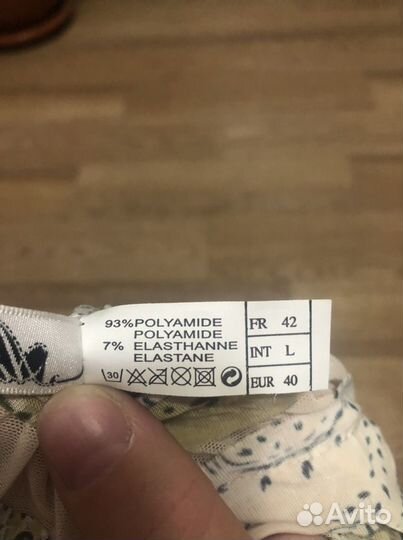 93% POLYAMIDE
POLYAMIDE
7% ELASTHANNE
ELASTANE
30
FR 42
INT L
EUR 40
Avito